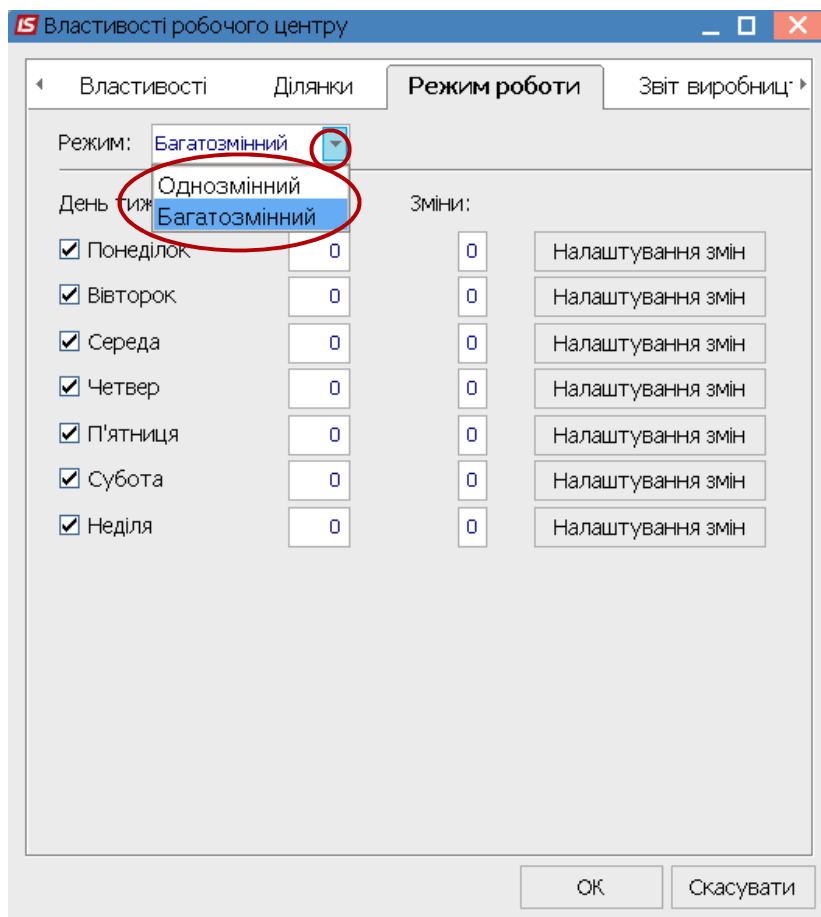 IS Властивості робочого центру
Властивості Ділянки Режим роботи Звіт виробниц
Режим: Багатозмінний
Однозмінний
День тиж Зміни:
Багатозмінний
Понеділок 0 0 Налаштування змін
Вівторок 0 0 Налаштування змін
Середа 0 0 Налаштування змін
Четвер 0 0 Налаштування змін
П'ятниця 0 0 Налаштування змін
Субота 0 0 Налаштування змін
Неділя 0 0 Налаштування змін
ОК Скасувати